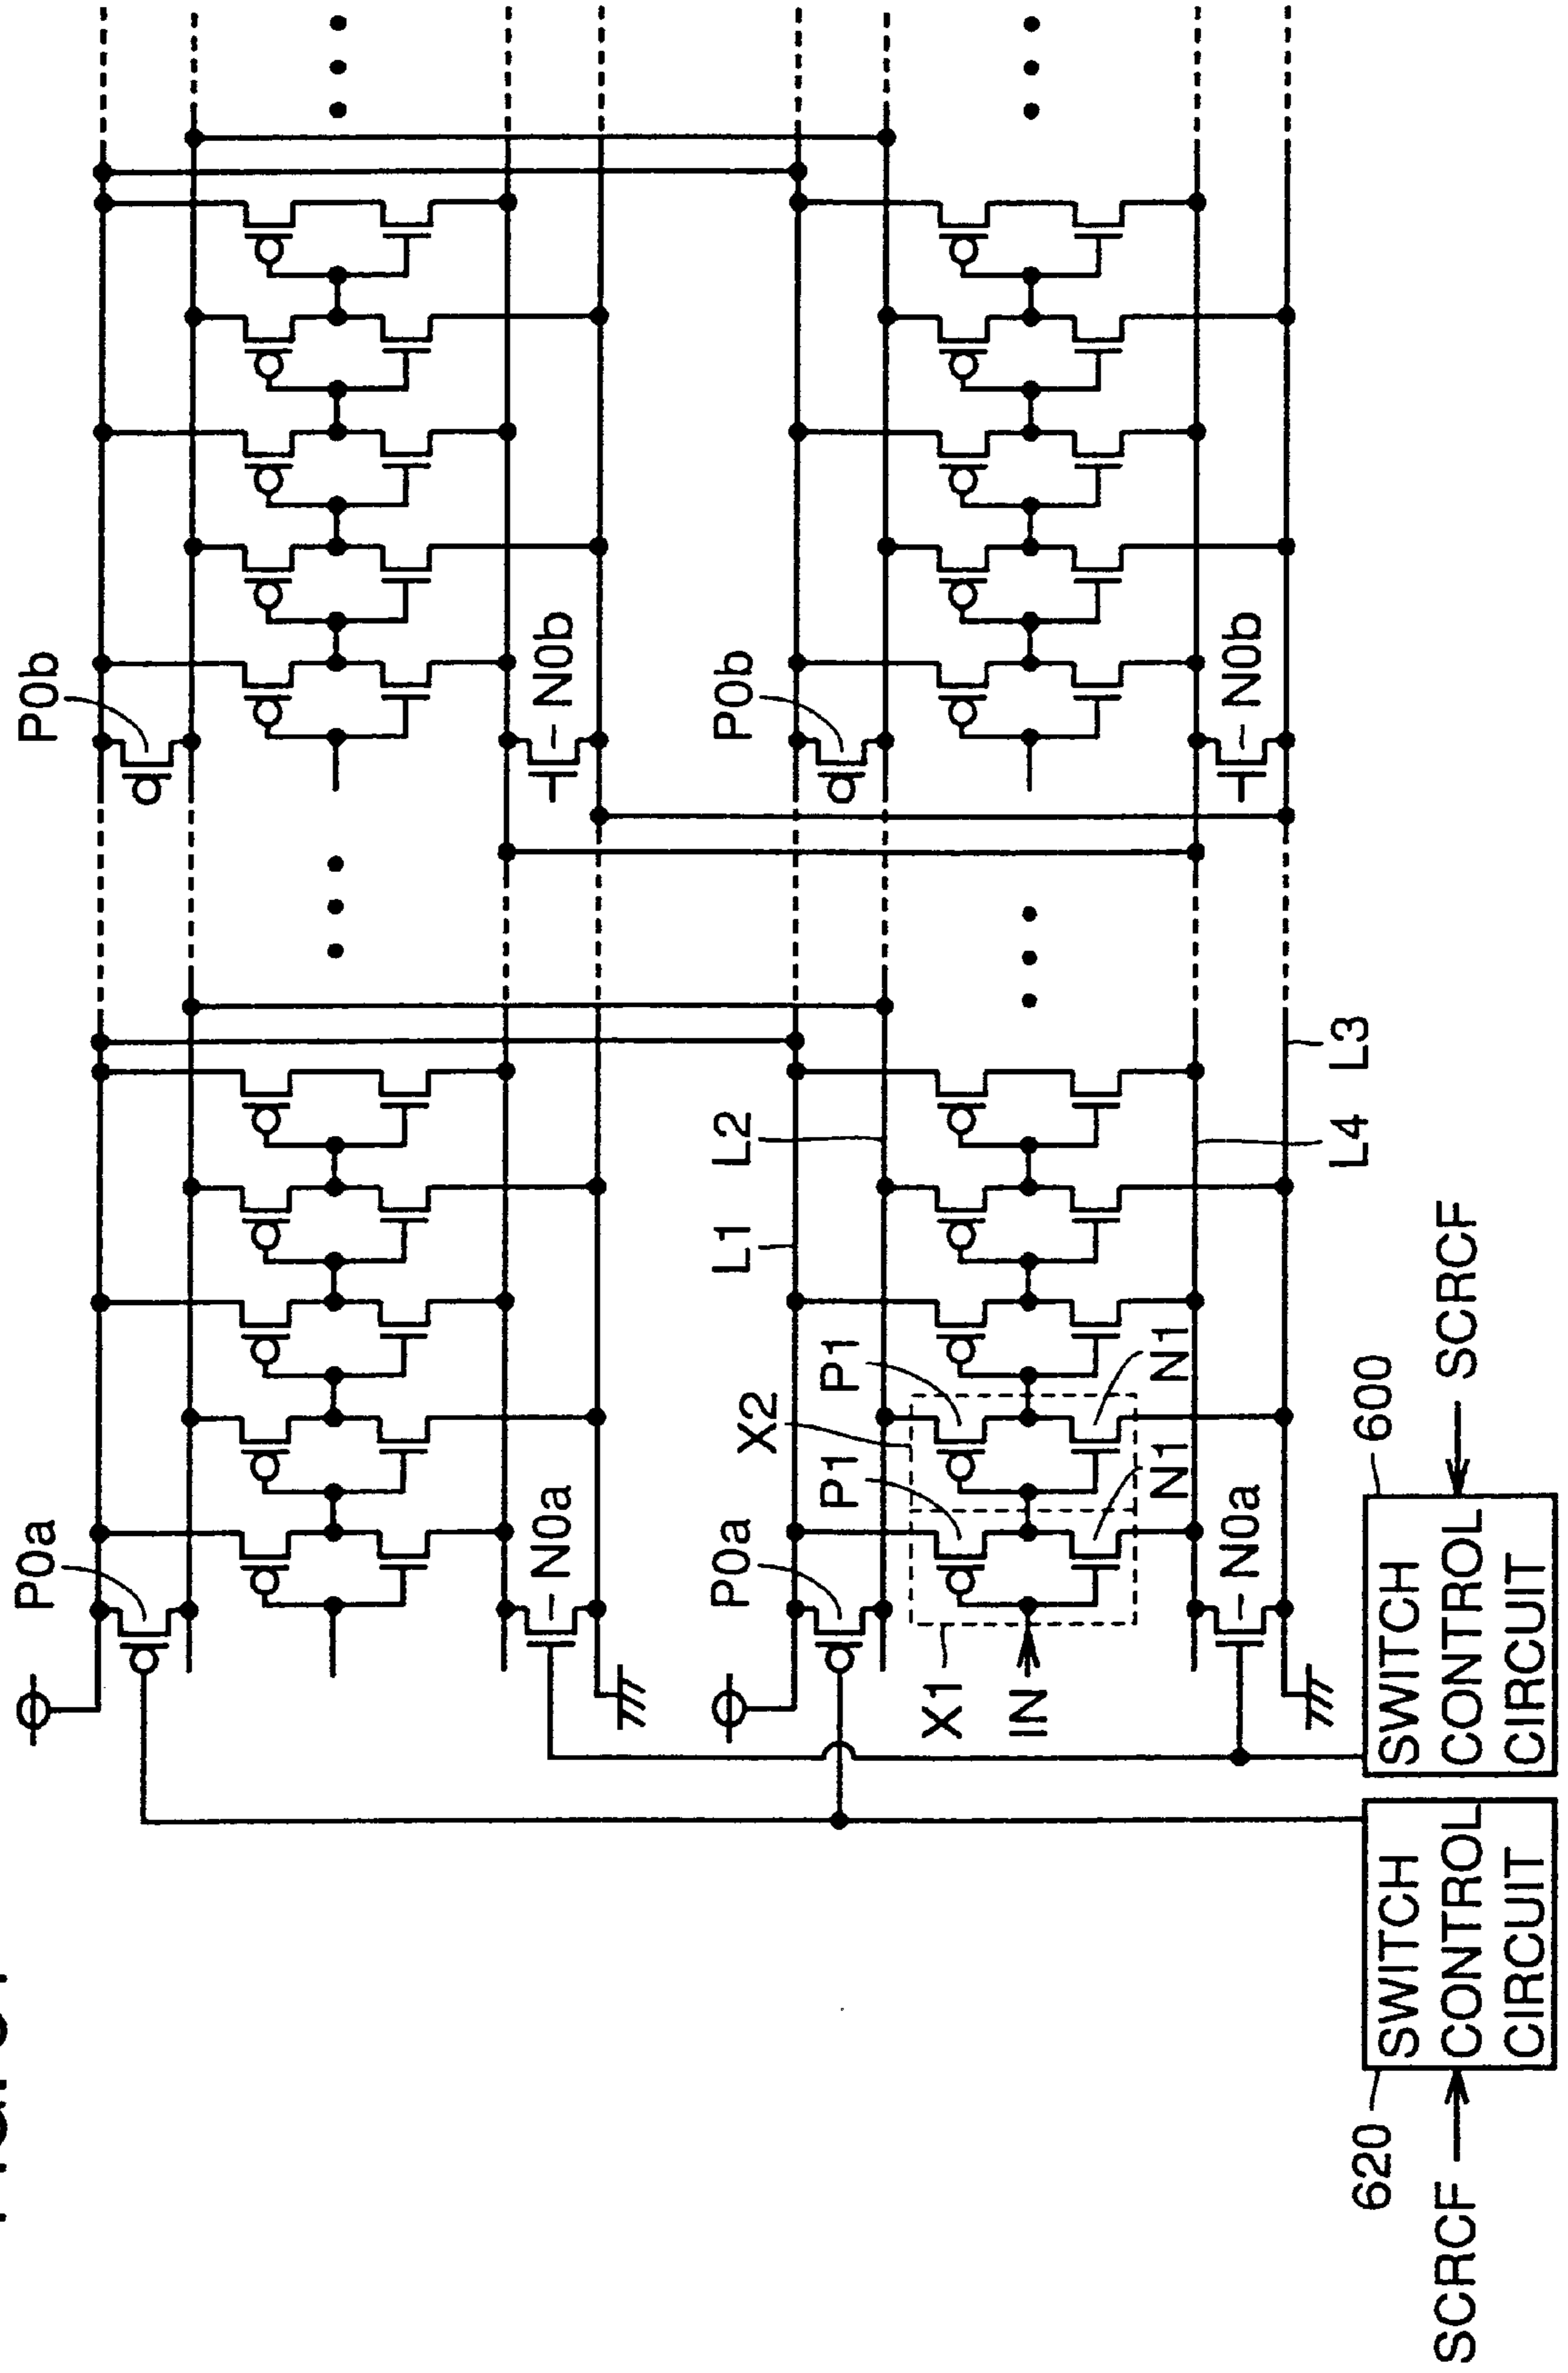 P0a
P0b
N0a
N0b
P0a
X2
P1
P1
L1
L2
P0b
X1
IN
N1
N1
N0a
L4
L3
N0b
620
SCRCF
SWITCH
CONTROL
CIRCUIT
600
SCRCF
SWITCH
CONTROL
CIRCUIT